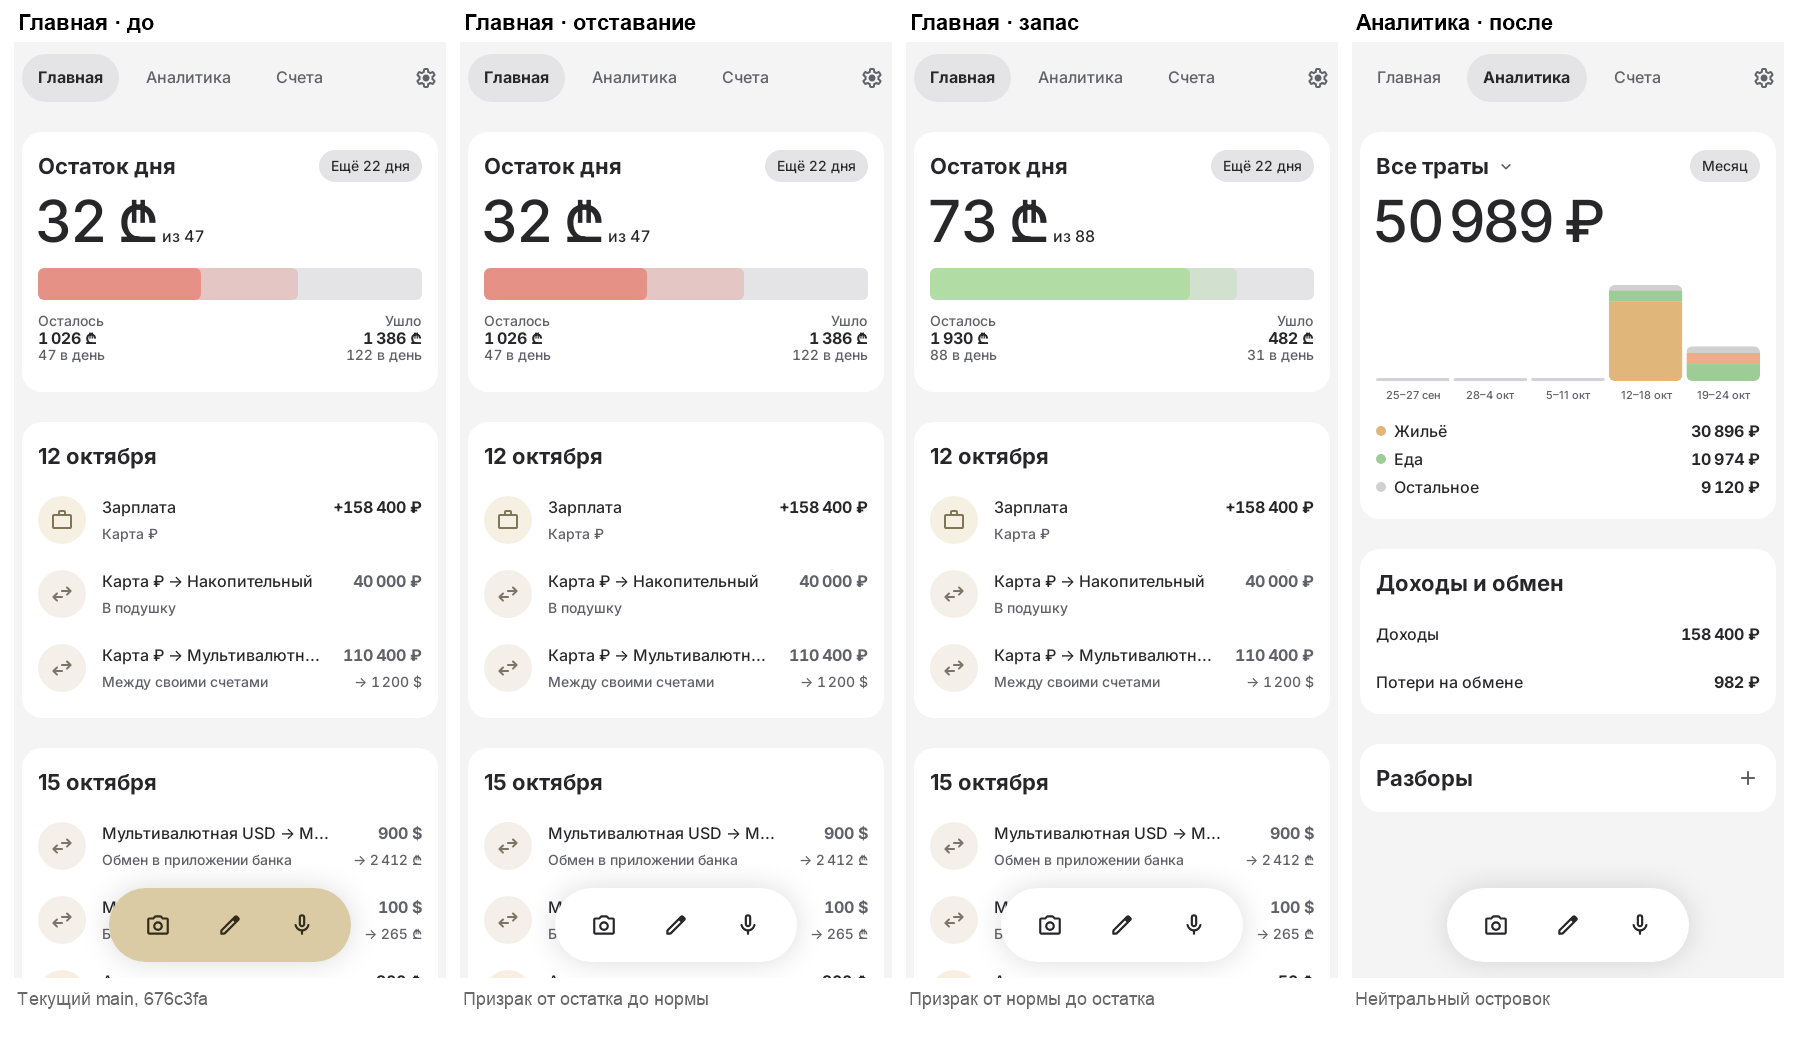 Главная · до
Главная Аналитика Счета
Остаток дня Ещё 22 дня
32 ₾ из 47
Осталось Ушло
1 026 ₾ 1 386 ₾
47 в день 122 в день
12 октября
Зарплата +158 400 ₽
Карта ₽
Карта ₽ → Накопительный 40 000 ₽
В подушку
Карта ₽ → Мультивалютн... 110 400 ₽
Между своими счетами → 1 200 $
15 октября
Мультивалютная USD → М... 900 $
Обмен в приложении банка → 2 412 ₾
100 $
→ 265 ₾
Текущий main, 676c3fa
Главная · отставание
Главная Аналитика Счета
Остаток дня Ещё 22 дня
32 ₾ из 47
Осталось Ушло
1 026 ₾ 1 386 ₾
47 в день 122 в день
12 октября
Зарплата +158 400 ₽
Карта ₽
Карта ₽ → Накопительный 40 000 ₽
В подушку
Карта ₽ → Мультивалютн... 110 400 ₽
Между своими счетами → 1 200 $
15 октября
Мультивалютная USD → М... 900 $
Обмен в приложении банка → 2 412 ₾
100 $
→ 265 ₾
Призрак от остатка до нормы
Главная · запас
Главная Аналитика Счета
Остаток дня Ещё 22 дня
73 ₾ из 88
Осталось Ушло
1 930 ₾ 482 ₾
88 в день 31 в день
12 октября
Зарплата +158 400 ₽
Карта ₽
Карта ₽ → Накопительный 40 000 ₽
В подушку
Карта ₽ → Мультивалютн... 110 400 ₽
Между своими счетами → 1 200 $
15 октября
Мультивалютная USD → М... 900 $
Обмен в приложении банка → 2 412 ₾
100 $
→ 265 ₾
Призрак от нормы до остатка
Аналитика · после
Главная Аналитика Счета
Все траты Месяц
50 989 ₽
25–27 сен 28–4 окт 5–11 окт 12–18 окт 19–24 окт
Жильё 30 896 ₽
Еда 10 974 ₽
Остальное 9 120 ₽
Доходы и обмен
Доходы 158 400 ₽
Потери на обмене 982 ₽
Разборы
Нейтральный островок